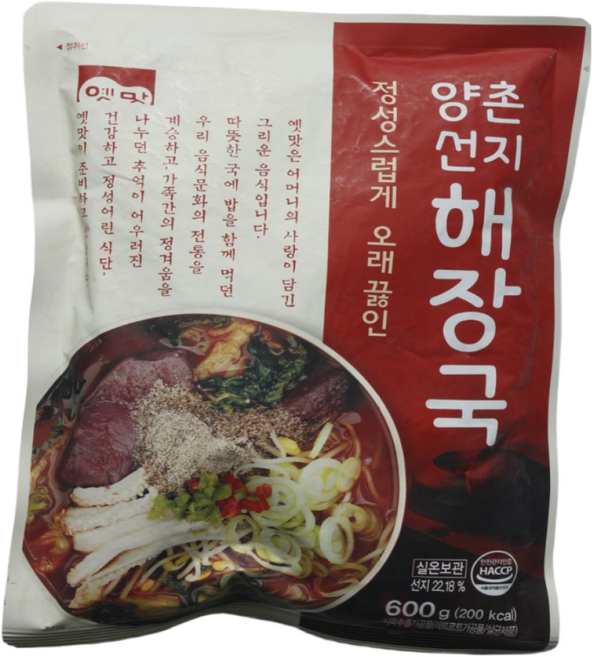 절취선
옛맛
옛맛은 어머니의 사랑이 담긴
그리운 음식입니다.
따뜻한 국에 밥을 함께 먹던
우리 음식문화의 전통을
계승하고, 가족간의 정겨움을
나누던 추억이 어우러진
건강하고 정성어린 식단,
옛맛이 준비하고
정성스럽게 오래 끓인
양촌
선지
해장국
실온보관
선지 22.18 %
HACCP
600 g (200 kcal)